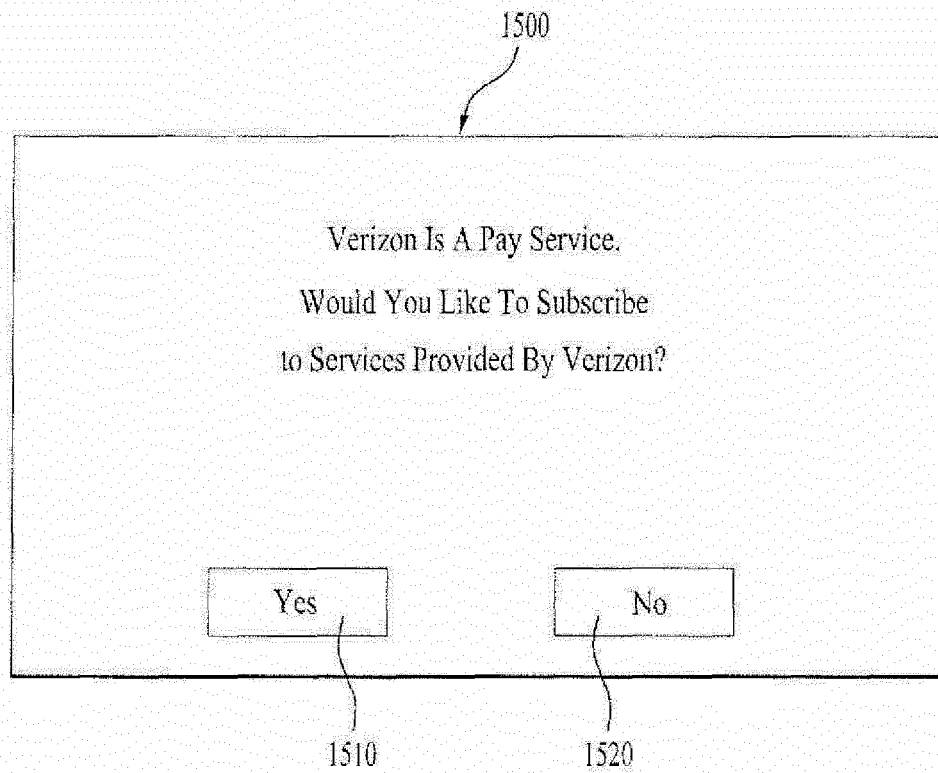 1500
Verizon Is A Pay Service.
Would You Like To Subscribe
to Services Provided By Verizon?
Yes
No
1510
1520